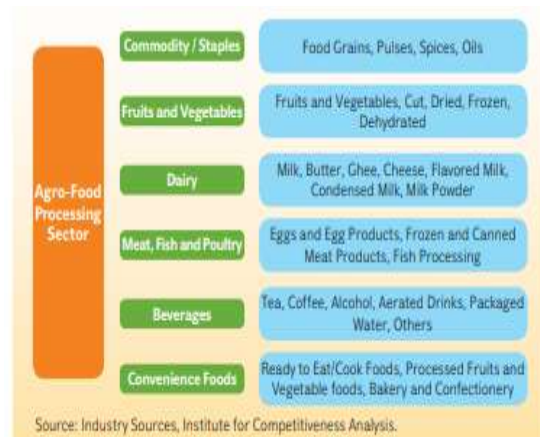 Agro-Food
Processing
Sector
Commodity / Staples
Food Grains, Pulses, Spices, Oils
Fruits and Vegetables
Fruits and Vegetables, Cut, Dried, Frozen,
Dehydrated
Dairy
Milk, Butter, Ghee, Cheese, Flavored Milk,
Condensed Milk, Milk Powder
Meat, Fish and Poultry
Eggs and Egg Products, Frozen and Canned
Meat Products, Fish Processing
Beverages
Tea, Coffee, Alcohol, Aerated Drinks, Packaged
Water, Others
Convenience Foods
Ready to Eat/Cook Foods, Processed Fruits and
Vegetable foods, Bakery and Confectionery
Source: Industry Sources, Institute for Competitiveness Analysis.